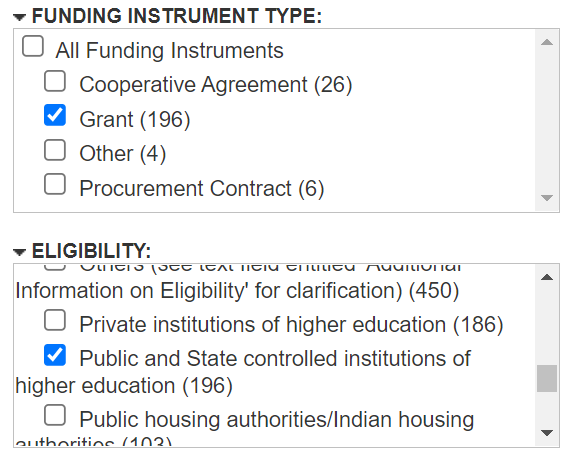 FUNDING INSTRUMENT TYPE:
All Funding Instruments
Cooperative Agreement (26)
Grant (196)
Other (4)
Procurement Contract (6)
ELIGIBILITY:
Others (see text field entitled 'Additional
Information on Eligibility' for clarification) (450)
Private institutions of higher education (186)
Public and State controlled institutions of
higher education (196)
Public housing authorities/Indian housing
authorities (103)